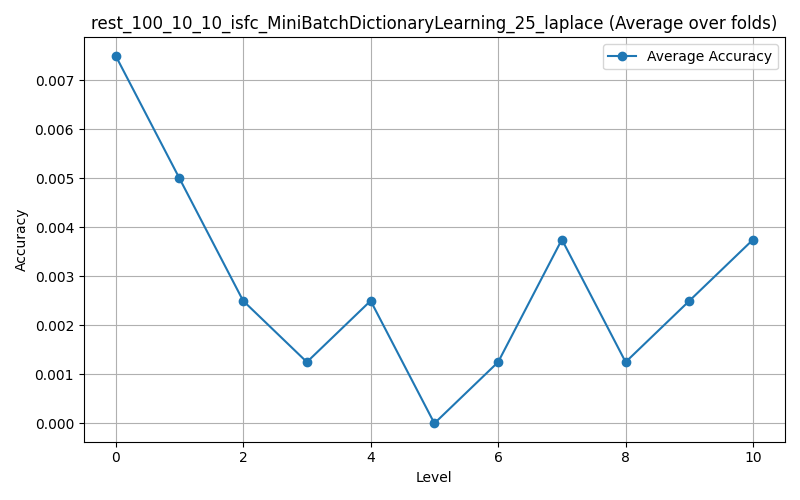 rest_100_10_10_isfc_MiniBatchDictionaryLearning_25_laplace (Average over folds)
Average Accuracy
Accuracy
0.007
0.006
0.005
0.004
0.003
0.002
0.001
0.000
0 2 4 6 8 10
Level